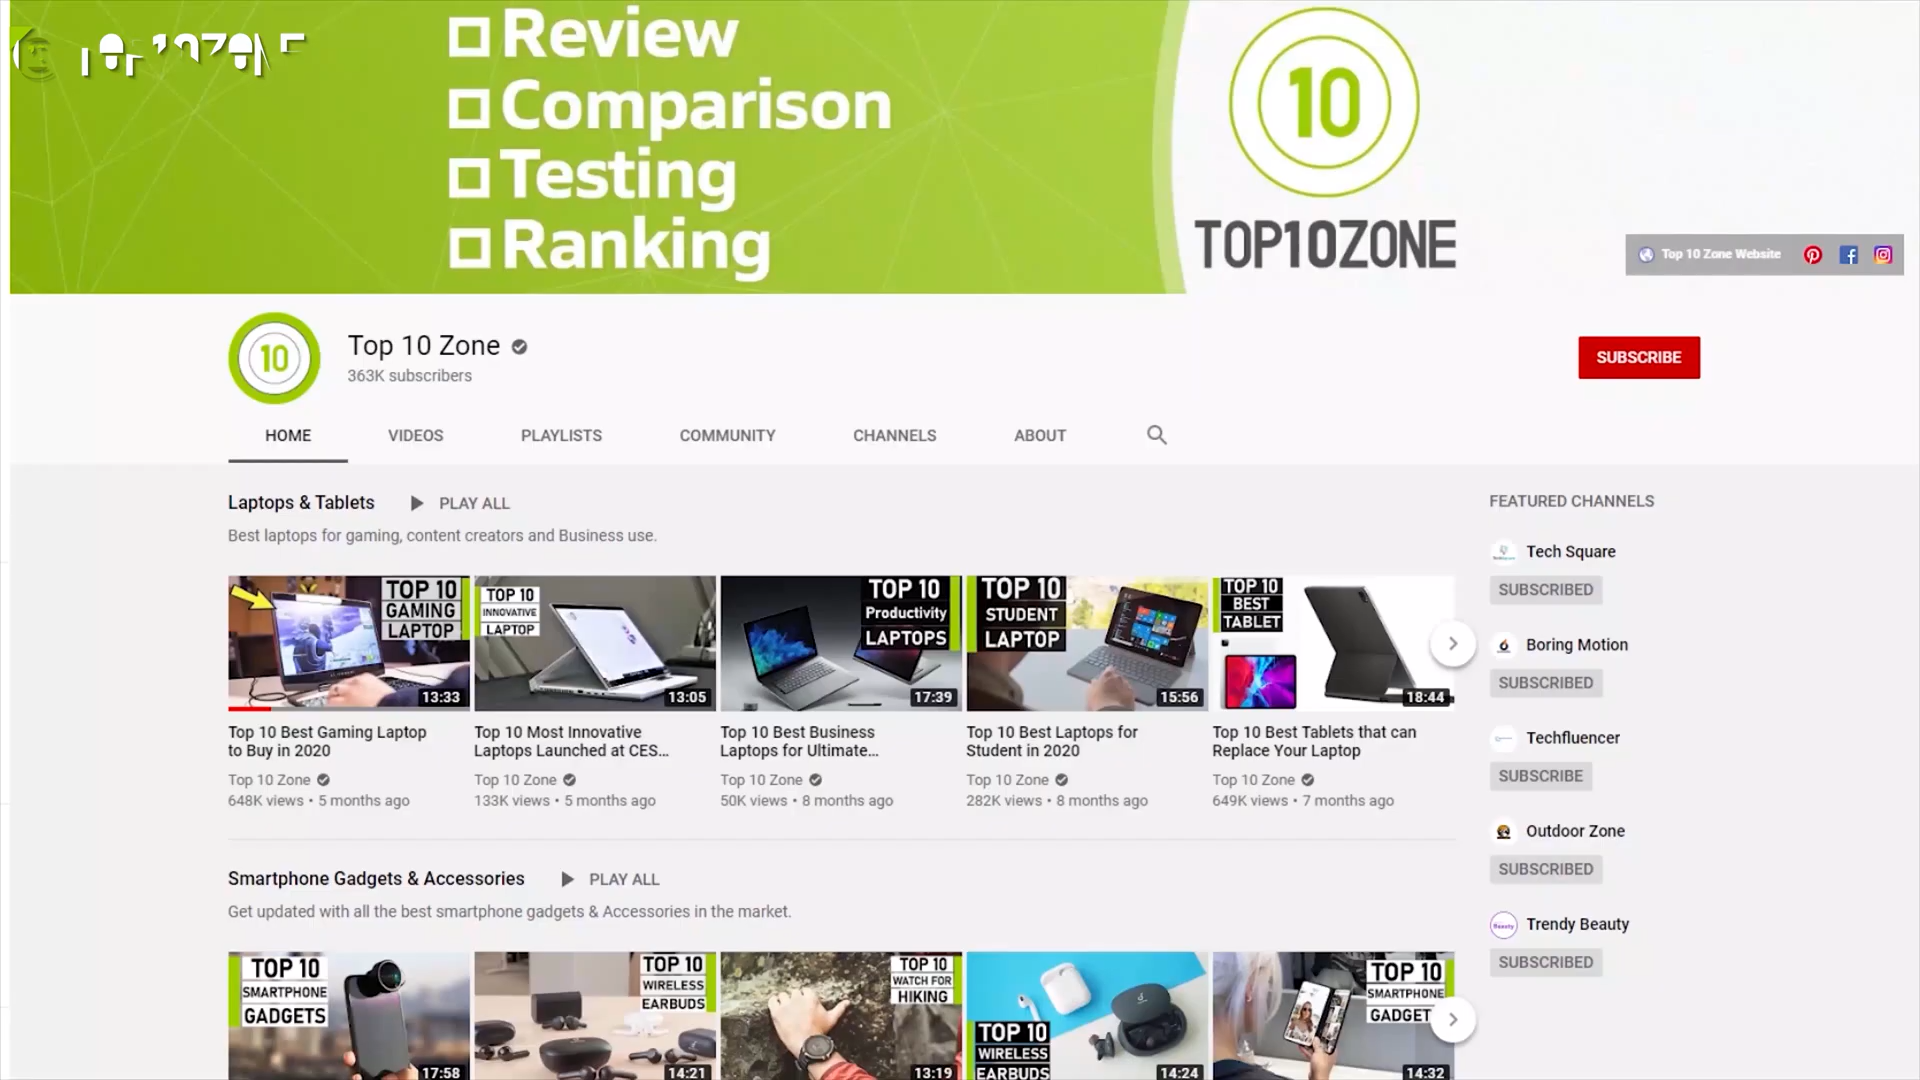 TOP10ZONE
Review
Comparison
Testing
Ranking
10
TOP10ZONE
Top 10 Zone Website
10
Top 10 Zone
363K subscribers
SUBSCRIBE
HOME VIDEOS PLAYLISTS COMMUNITY CHANNELS ABOUT
Laptops & Tablets PLAY ALL
Best laptops for gaming, content creators and Business use.
TOP 10
GAMING
LAPTOP
13:33
TOP 10
INNOVATIVE
LAPTOP
13:05
TOP 10
Productivity
LAPTOPS
17:39
TOP 10
STUDENT
LAPTOP
15:56
TOP 10
BEST
TABLET
18:44
Top 10 Best Gaming Laptop
to Buy in 2020
Top 10 Zone
648K views • 5 months ago
Top 10 Most Innovative
Laptops Launched at CES...
Top 10 Zone
133K views • 5 months ago
Top 10 Best Business
Laptops for Ultimate...
Top 10 Zone
50K views • 8 months ago
Top 10 Best Laptops for
Student in 2020
Top 10 Zone
282K views • 8 months ago
Top 10 Best Tablets that can
Replace Your Laptop
Top 10 Zone
649K views • 7 months ago
Smartphone Gadgets & Accessories PLAY ALL
Get updated with all the best smartphone gadgets & Accessories in the market.
TOP 10
SMARTPHONE
GADGETS
17:58
TOP 10
WIRELESS
EARBUDS
14:21
TOP 10
WATCH FOR
HIKING
13:19
TOP 10
WIRELESS
EARBUDS
14:24
TOP 10
SMARTPHONE
GADGET
14:32
FEATURED CHANNELS
Tech Square
SUBSCRIBED
Boring Motion
SUBSCRIBED
Techfluencer
SUBSCRIBE
Outdoor Zone
SUBSCRIBED
Beauty
Trendy Beauty
SUBSCRIBED